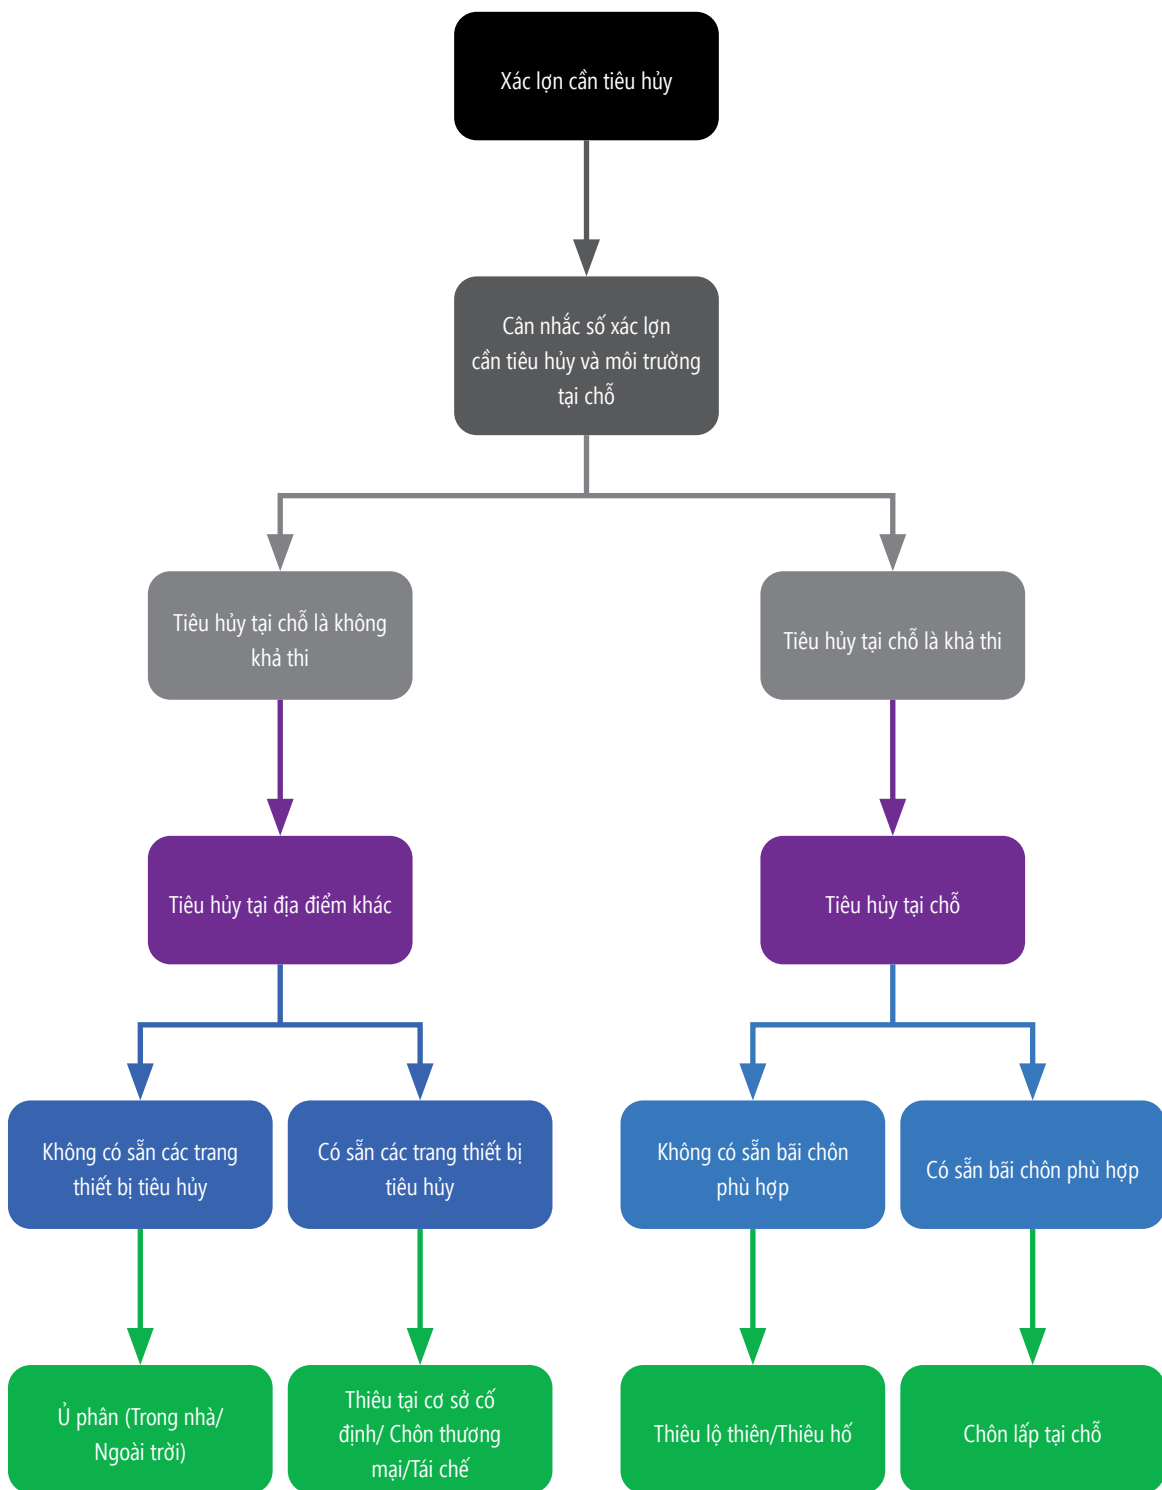 Xác lợn cần tiêu hủy
Cân nhắc số xác lợn
cần tiêu hủy và môi trường
tại chỗ
Tiêu hủy tại chỗ là không
khả thi
Tiêu hủy tại chỗ là khả thi
Tiêu hủy tại địa điểm khác
Tiêu hủy tại chỗ
Không có sẵn các trang
thiết bị tiêu hủy
Có sẵn các trang thiết bị
tiêu hủy
Không có sẵn bãi chôn
phù hợp
Có sẵn bãi chôn phù hợp
Ủ phân (Trong nhà/
Ngoài trời)
Thiêu tại cơ sở cố
định/ Chôn thương
mại/Tái chế
Thiêu lộ thiên/Thiêu hố
Chôn lấp tại chỗ